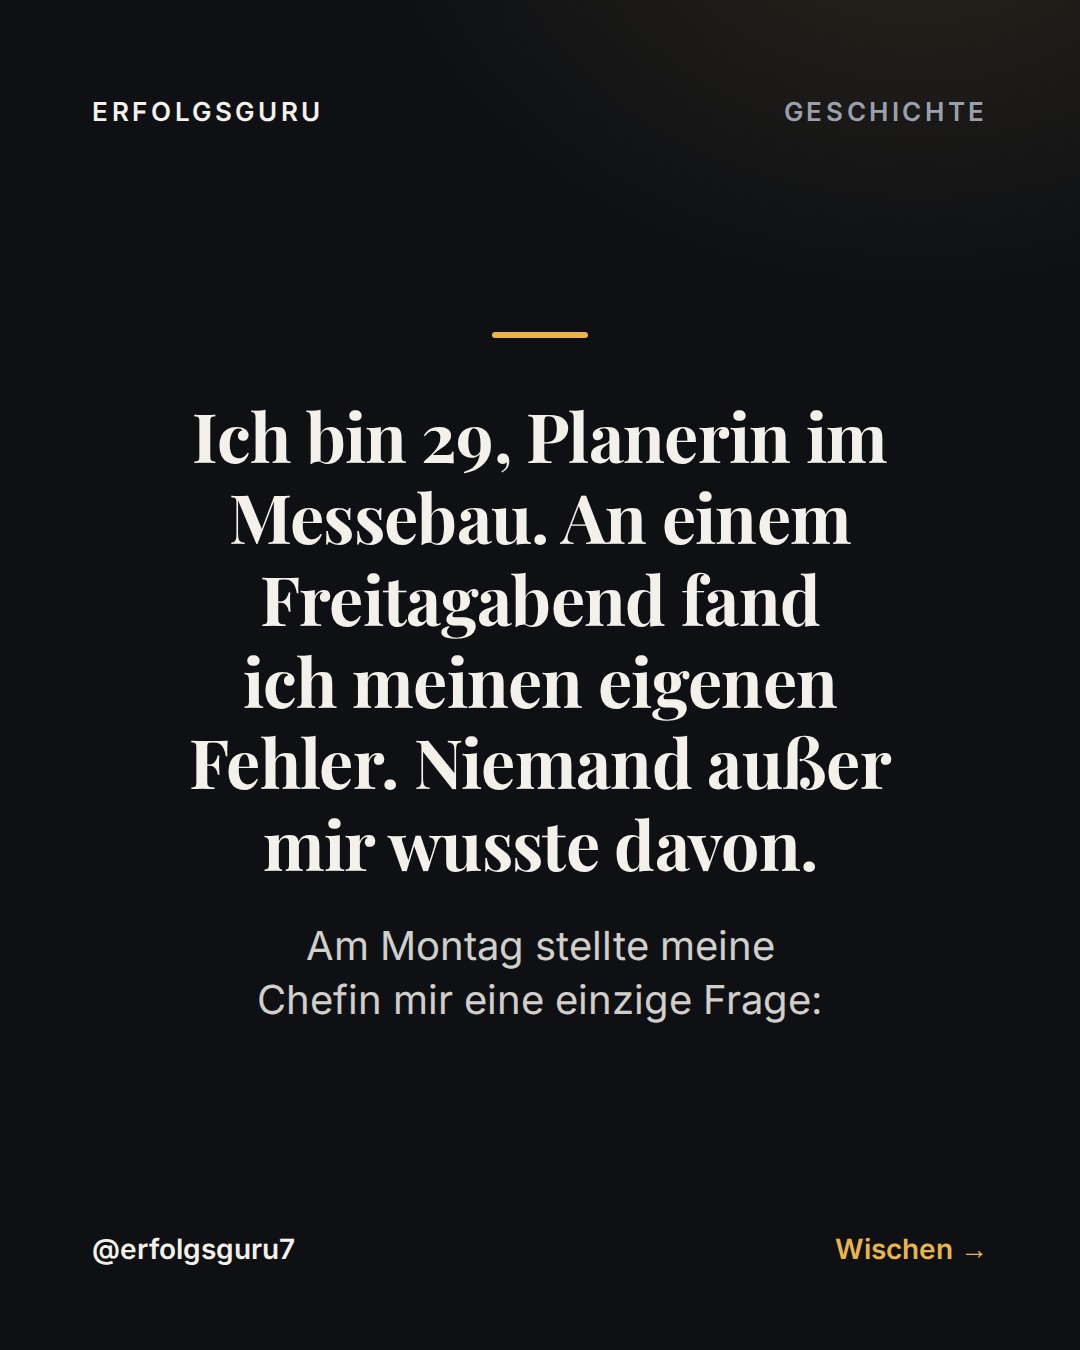 ERFOLGSGURU
GESCHICHTE
Ich bin 29, Planerin im
Messebau. An einem
Freitagabend fand
ich meinen eigenen
Fehler. Niemand außer
mir wusste davon.
Am Montag stellte meine
Chefin mir eine einzige Frage:
@erfolgsguru7
Wischen →